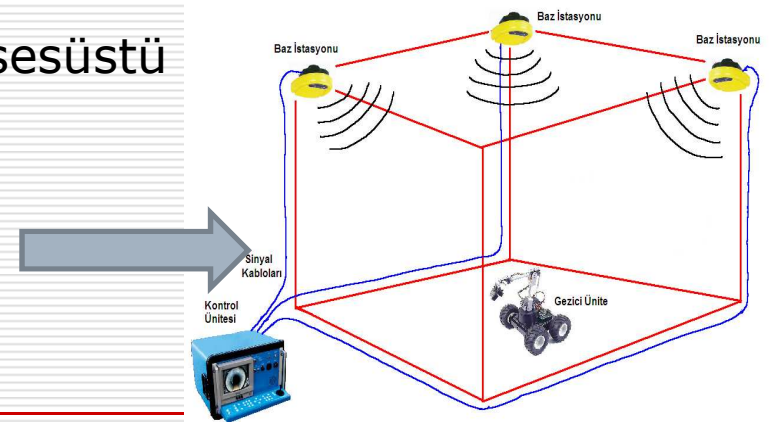 sesüstü
Baz İstasyonu
Baz İstasyonu
Baz İstasyonu
Sinyal
Kabloları
Kontrol
Ünitesi
Gezici Ünite